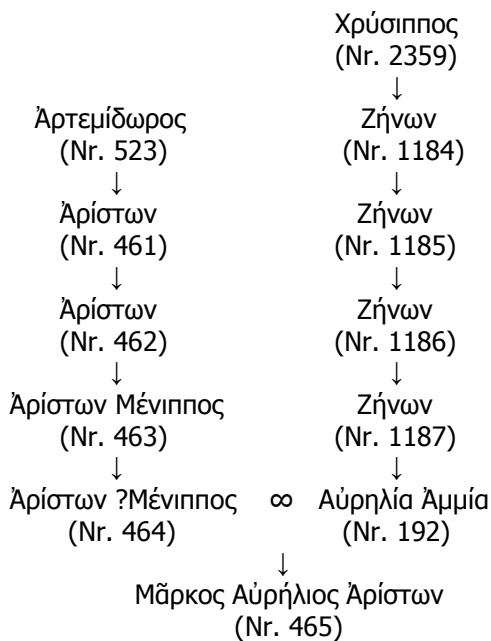 Χρύσιππος
(Nr. 2359)
↓
Ἀρτεμίδωρος Ζήνων
(Nr. 523) (Nr. 1184)
↓ ↓
Ἀρίστων Ζήνων
(Nr. 461) (Nr. 1185)
↓ ↓
Ἀρίστων Ζήνων
(Nr. 462) (Nr. 1186)
↓ ↓
Ἀρίστων Μένιππος Ζήνων
(Nr. 463) (Nr. 1187)
↓ ↓
Ἀρίστων ?Μένιππος ∞ Αὐρηλία Ἀμμία
(Nr. 464) (Nr. 192)
↓
Μᾶρκος Αὐρήλιος Ἀρίστων
(Nr. 465)